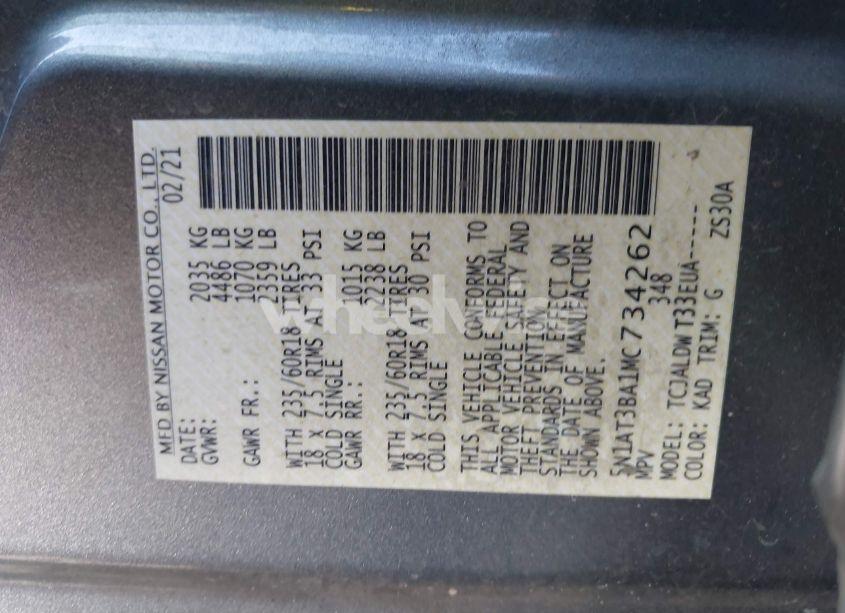 MFD BY NISSAN MOTOR CO., LTD.
DATE: 02/21
GVWR: 2035 KG
4486 LB
GAWR FR.: 1070 KG
2359 LB
WITH 235/60R18 TIRES
18 x 7.5 RIMS AT 33 PSI
COLD SINGLE
GAWR RR.: 1015 KG
2238 LB
WITH 235/60R18 TIRES
18 x 7.5 RIMS AT 30 PSI
COLD SINGLE
THIS VEHICLE CONFORMS TO
ALL APPLICABLE FEDERAL
MOTOR VEHICLE SAFETY AND
THEFT PREVENTION
STANDARDS IN EFFECT ON
THE DATE OF MANUFACTURE
SHOWN ABOVE.
5N1AT3BA1MC734262
MPV 348
MODEL: TCJALDW T33EUA------
COLOR: KAD TRIM: G ZS30A